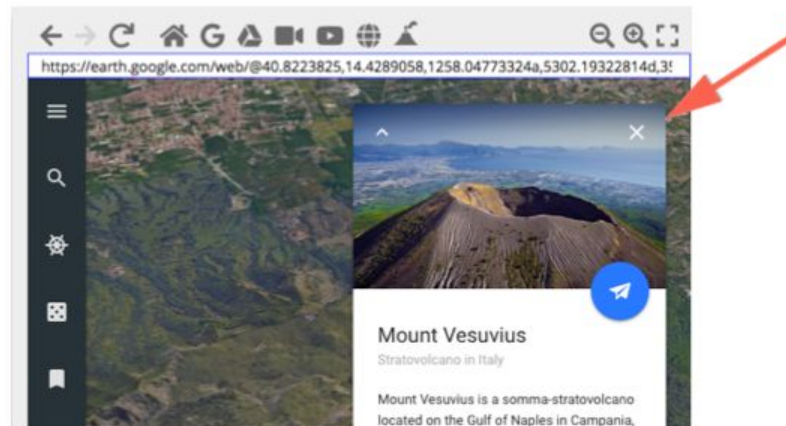 https://earth.google.com/web/@40.8223825,14.4289058,1258.04773324a,5302.19322814d,35
Mount Vesuvius
Stratovolcano in Italy
Mount Vesuvius is a somma-stratovolcano
located on the Gulf of Naples in Campania,